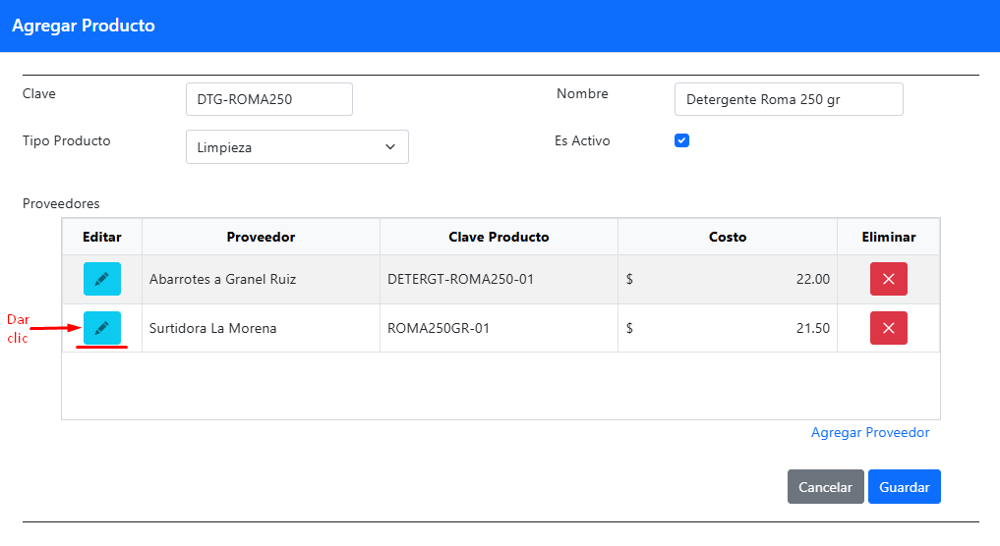 Agregar Producto
Clave DTG-ROMA250 Nombre Detergente Roma 250 gr
Tipo Producto Limpieza Es Activo
Proveedores
Editar Proveedor Clave Producto Costo Eliminar
Abarrotes a Granel Ruiz DETERGT-ROMA250-01 $ 22.00
Dar
clic
Surtidora La Morena ROMA250GR-01 $ 21.50
Agregar Proveedor
Cancelar Guardar